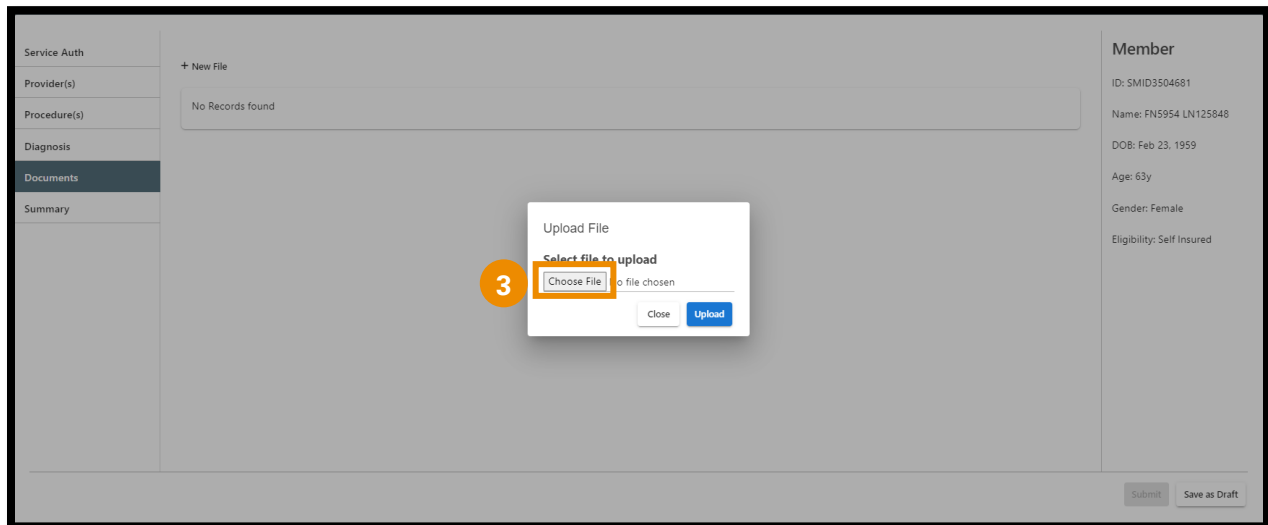 Service Auth
Provider(s)
Procedure(s)
Diagnosis
Documents
Summary
+ New File
No Records found
Upload File
Select file to upload
3
Choose File
o file chosen
Close
Upload
Member
ID: SMID3504681
Name: FN5954 LN125848
DOB: Feb 23, 1959
Age: 63y
Gender: Female
Eligibility: Self Insured
Submit
Save as Draft